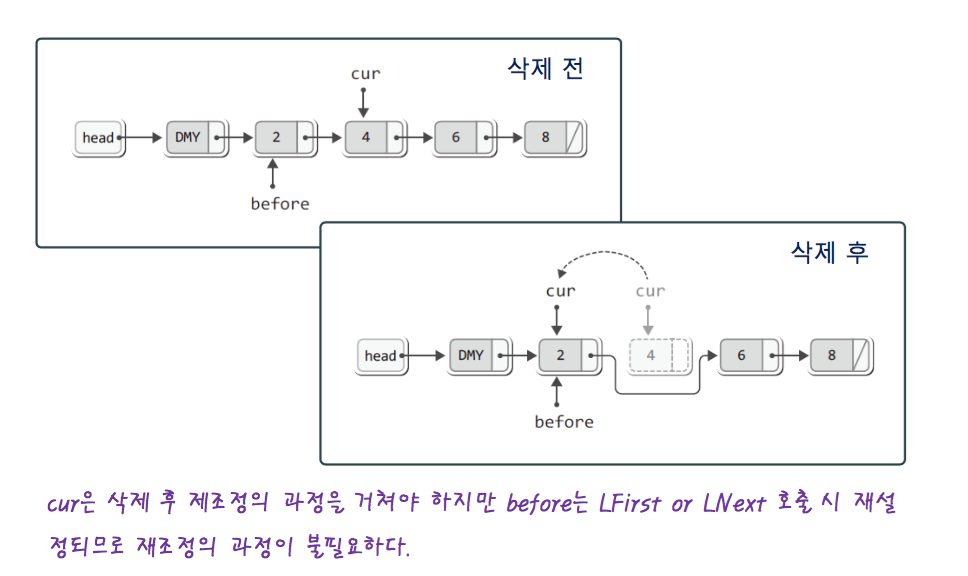 삭제 전
cur
head DMY 2 4 6 8
before
삭제 후
cur cur
head DMY 2 4 6 8
before
cur은 삭제 후 제조정의 과정을 거쳐야 하지만 before는 LFirst or LNext 호출 시 재설
정되므로 재조정의 과정이 불필요하다.